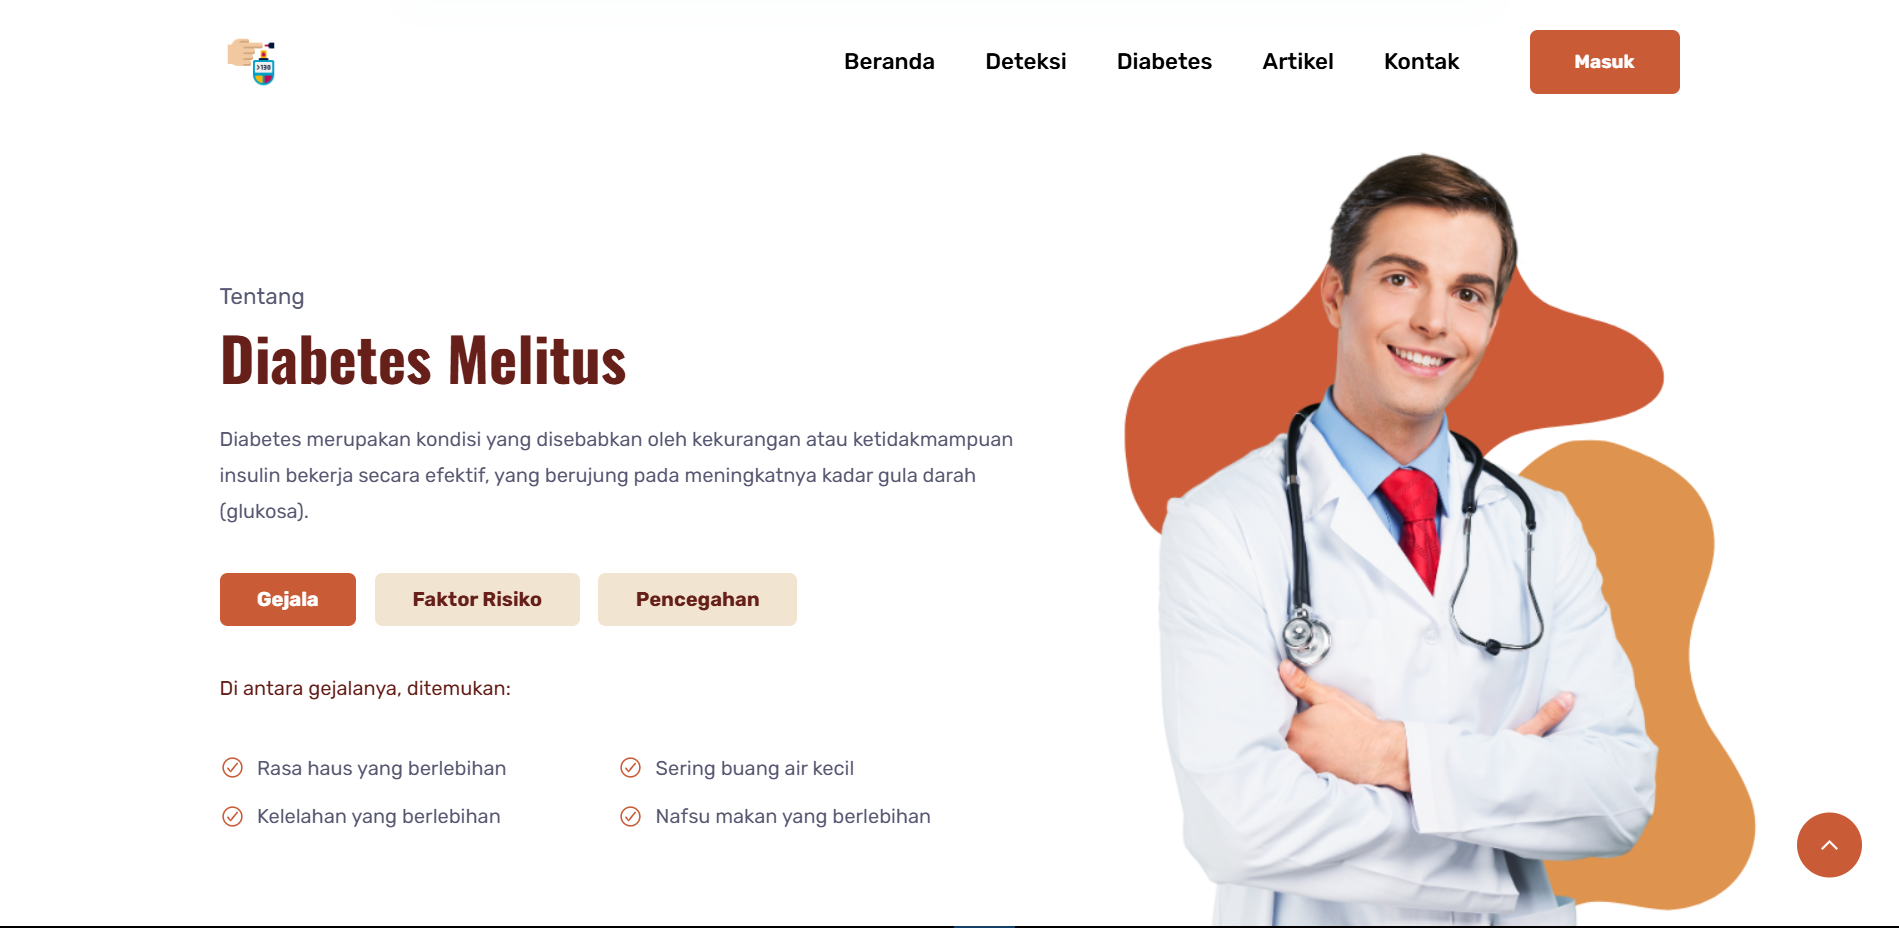 >130
Beranda Deteksi Diabetes Artikel Kontak Masuk
Tentang
Diabetes Melitus
Diabetes merupakan kondisi yang disebabkan oleh kekurangan atau ketidakmampuan
insulin bekerja secara efektif, yang berujung pada meningkatnya kadar gula darah
(glukosa).
Gejala Faktor Risiko Pencegahan
Di antara gejalanya, ditemukan:
Rasa haus yang berlebihan Sering buang air kecil
Kelelahan yang berlebihan Nafsu makan yang berlebihan